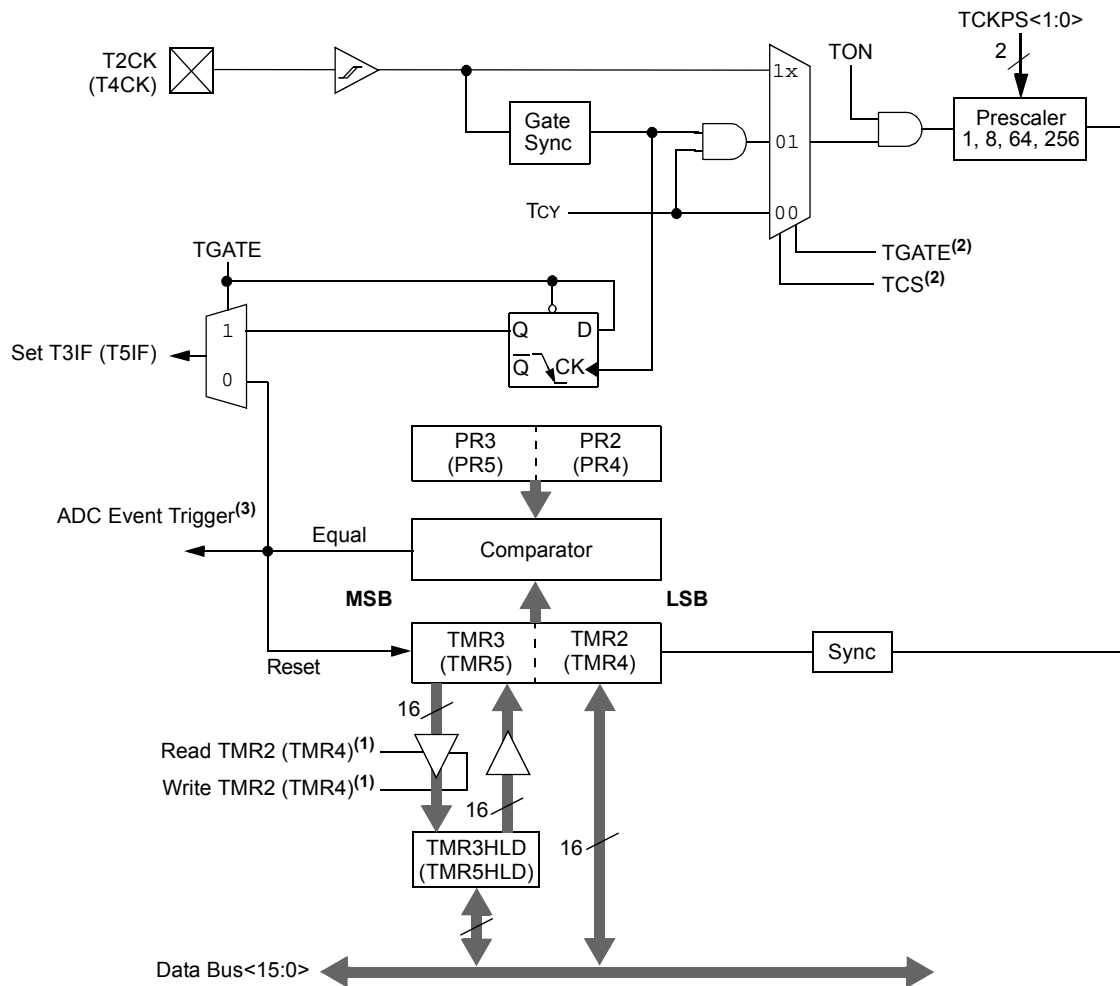 TCKPS<1:0>
2
T2CK
(T4CK)
TON
1x
Gate
Sync
Prescaler
1, 8, 64, 256
01
TCY
00
TGATE
TGATE(2)
TCS(2)
1
Q
D
Set T3IF (T5IF)
Q
CK
0
PR3
(PR5)
PR2
(PR4)
ADC Event Trigger(3)
Equal
Comparator
MSB
LSB
TMR3
(TMR5)
TMR2
(TMR4)
Sync
Reset
16
Read TMR2 (TMR4)(1)
Write TMR2 (TMR4)(1)
16
TMR3HLD
(TMR5HLD)
16
Data Bus<15:0>